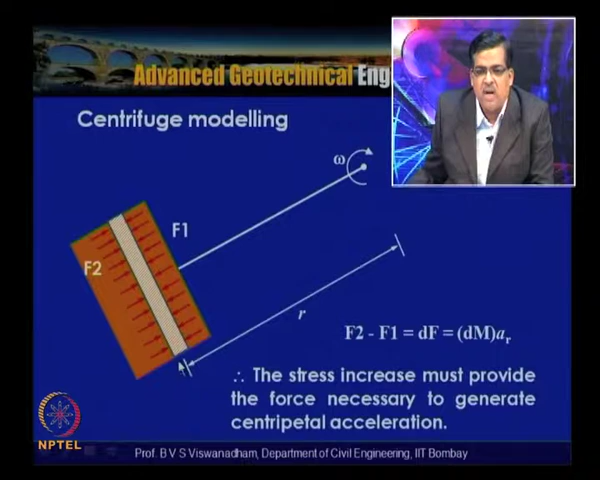 Advanced Geotechnical Eng
Centrifuge modelling
ω
F1
F2
r
F2 - F1 = dF = (dM)aᵣ
∴ The stress increase must provide
the force necessary to generate
centripetal acceleration.
NPTEL
Prof. B V S Viswanadham, Department of Civil Engineering, IIT Bombay